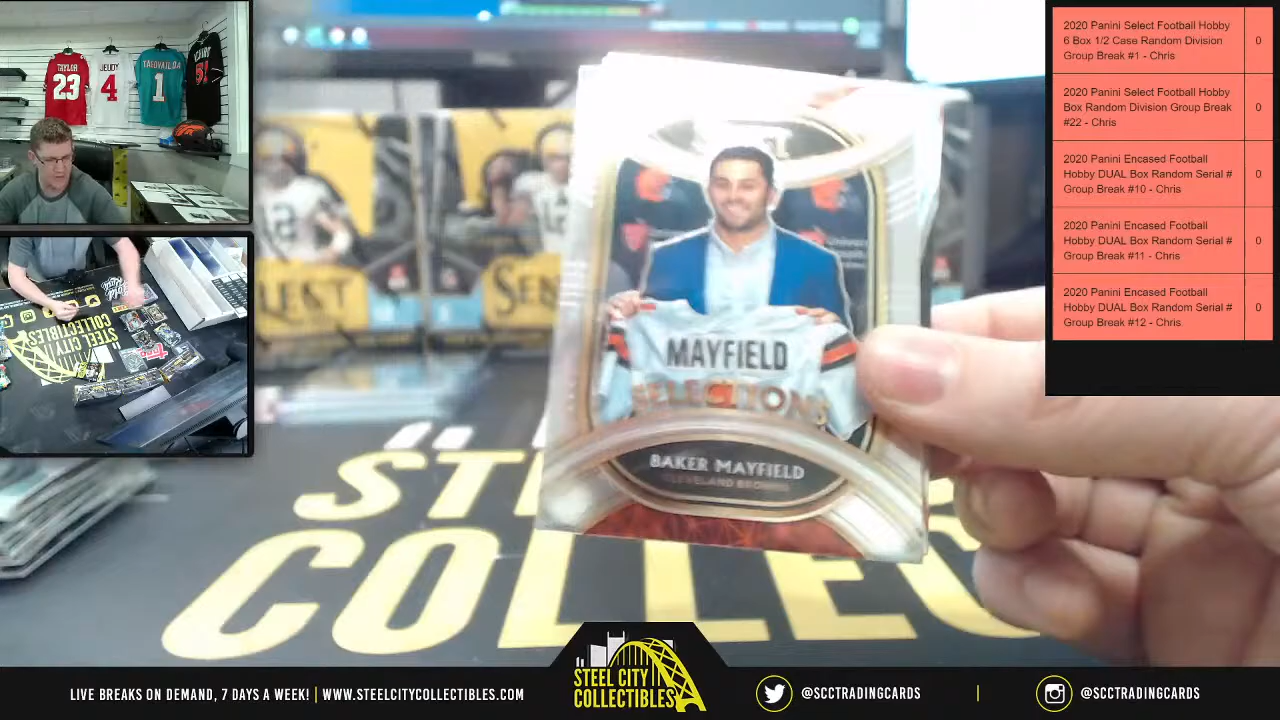 TAYLOR
23
JEUDY
4
TAGOVAILOA
1
2020 Panini Select Football Hobby
6 Box 1/2 Case Random Division
Group Break #1 - Chris
0
2020 Panini Select Football Hobby
Box Random Division Group Break
#22 - Chris
0
2020 Panini Encased Football
Hobby DUAL Box Random Serial #
Group Break #10 - Chris
0
2020 Panini Encased Football
Hobby DUAL Box Random Serial #
Group Break #11 - Chris
0
2020 Panini Encased Football
Hobby DUAL Box Random Serial #
Group Break #12 - Chris
0
12
MAYFIELD
SELECTIONS
BAKER MAYFIELD
CLEVELAND BROWNS
STEEL CITY
COLLECTIBLES
LIVE BREAKS ON DEMAND, 7 DAYS A WEEK! | WWW.STEELCITYCOLLECTIBLES.COM
STEEL CITY
COLLECTIBLES
@SCCTRADINGCARDS | @SCCTRADINGCARDS